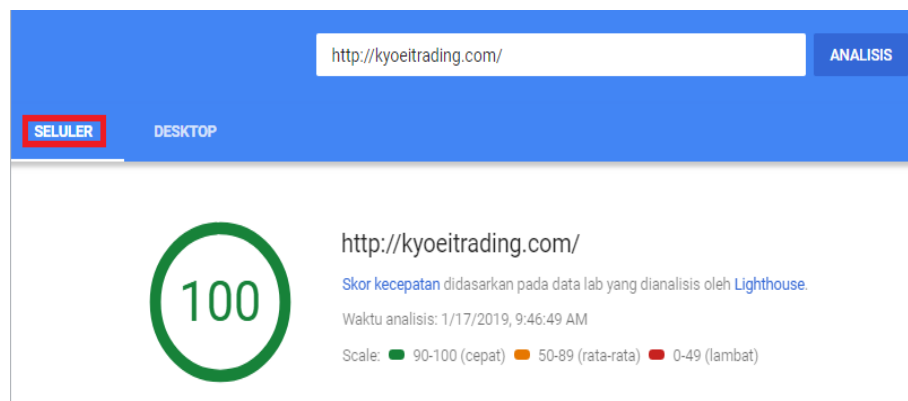 http://kyoeitrading.com/ ANALISIS
SELULER DESKTOP
100
http://kyoeitrading.com/
Skor kecepatan didasarkan pada data lab yang dianalisis oleh Lighthouse.
Waktu analisis: 1/17/2019, 9:46:49 AM
Scale: 90-100 (cepat) 50-89 (rata-rata) 0-49 (lambat)